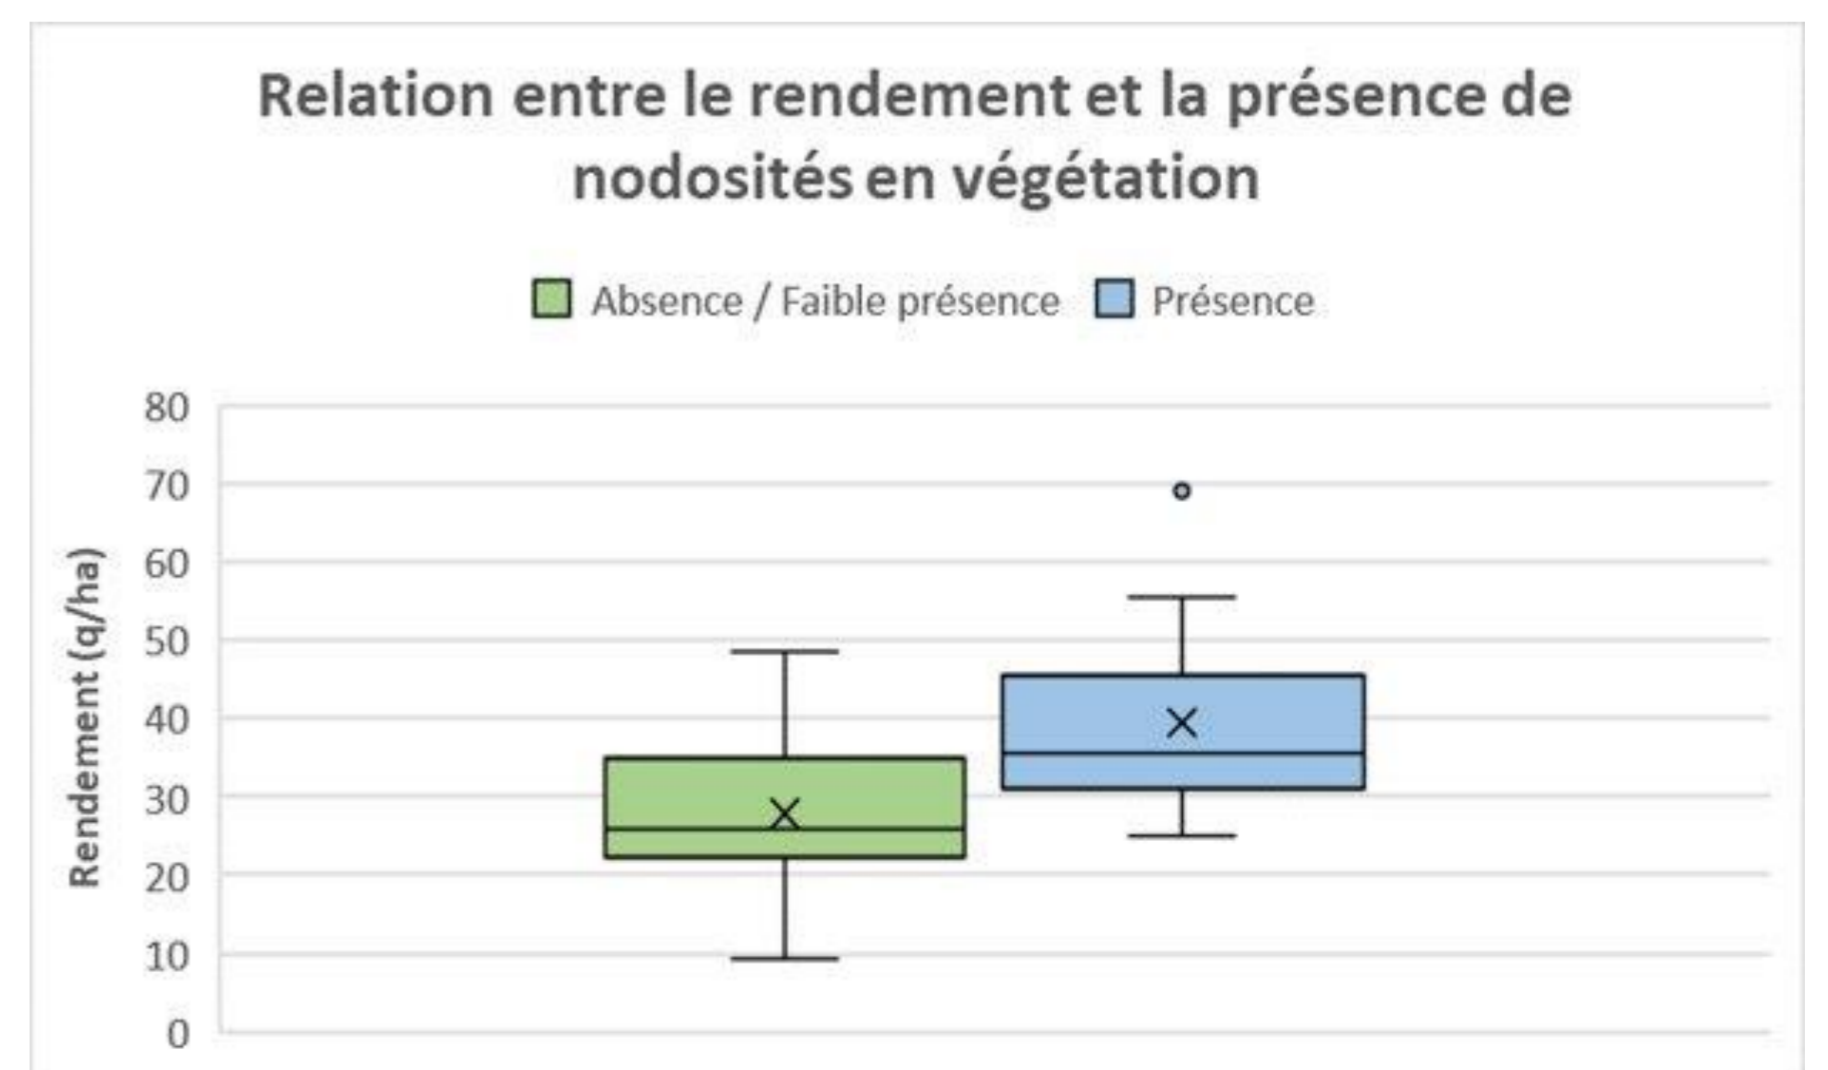 Relation entre le rendement et la présence de
nodosités en végétation
Absence / Faible présence
Présence
80
70
60
50
40
30
20
10
0
Rendement (q/ha)